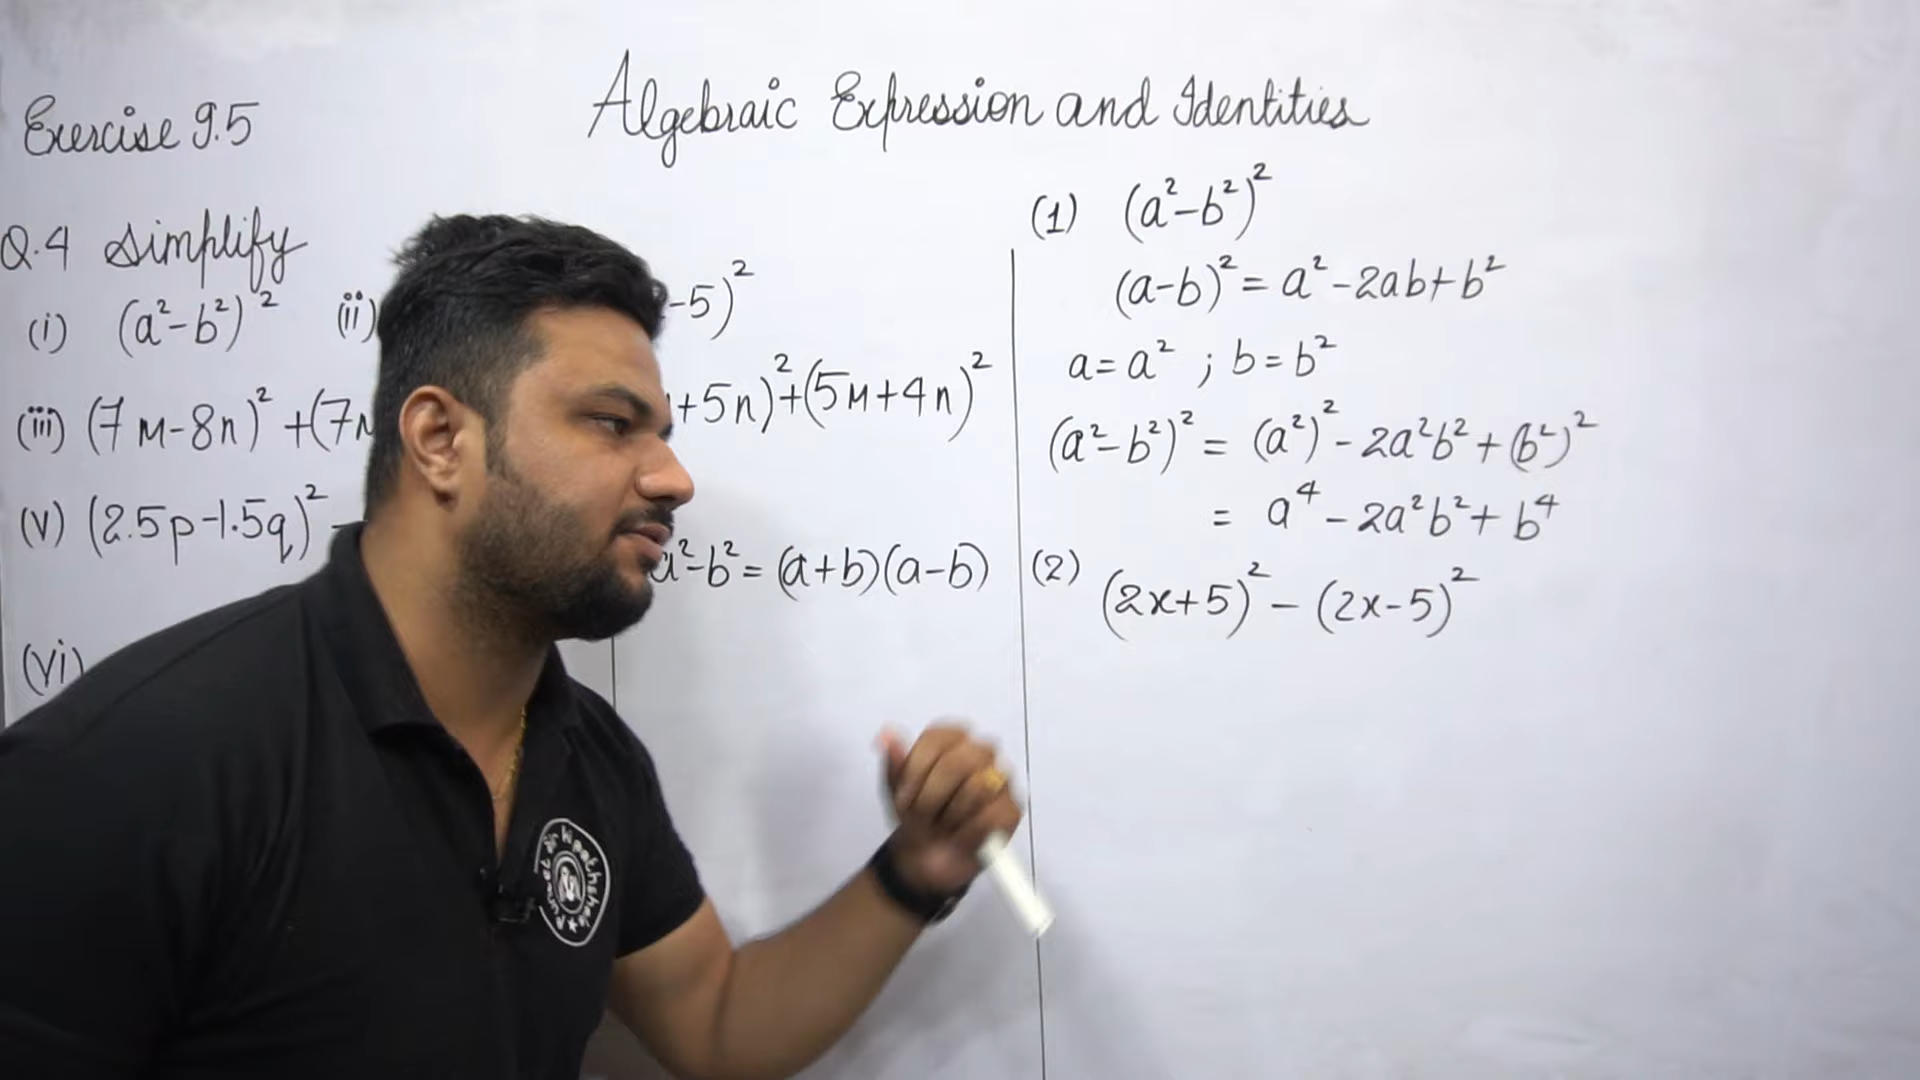 Algebraic Expression and Identities
Exercise 9.5
Q.4 Simplify
(i) (a²-b²)² (ii) -5)²
(iii) (7m-8n)² +(7 +5n)²+(5m+4n)²
(v) (2.5p-1.5q)² -
a²-b² = (a+b)(a-b)
(vi)
(1) (a²-b²)²
(a-b)² = a² -2ab+b²
a = a² ; b = b²
(a²-b²)² = (a²)² - 2a²b² + (b²)²
= a⁴ - 2a²b² + b⁴
(2) (2x+5)² - (2x-5)²
Sir Ki pathshala